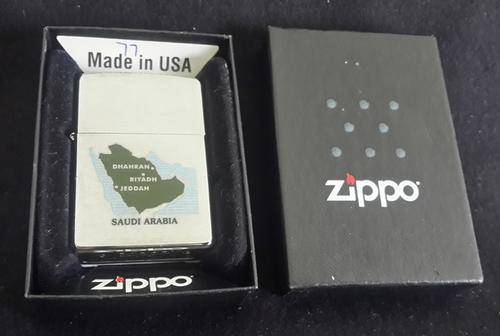 77
Made in USA
DHAHRAN
RIYADH
JEDDAH
SAUDI ARABIA
zippo
zippo